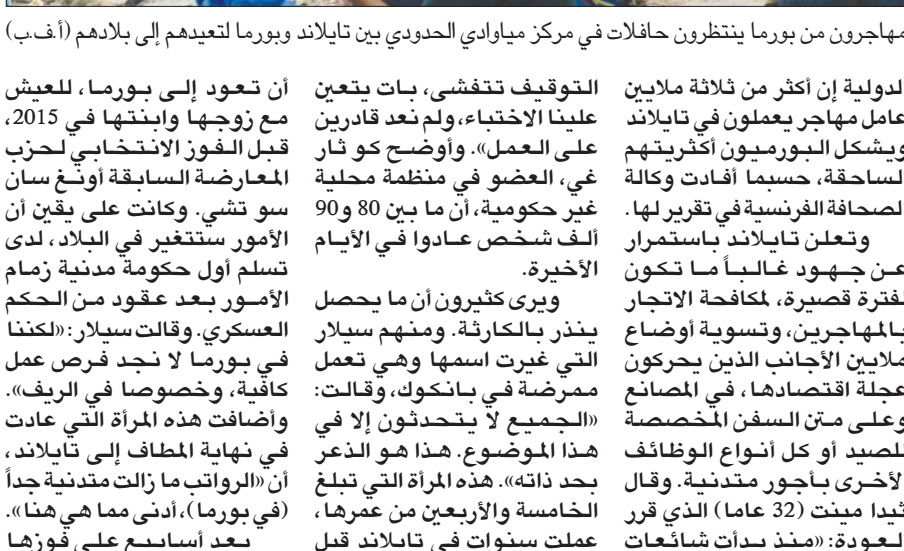 مهاجرون من بورما ينتظرون حافلات في مركز مياوادي الحدودي بين تايلاند وبورما لتعيدهم إلى بلادهم (أ.ف.ب)
لدولية إن أكثر من ثلاثة ملايين
عامل مهاجر يعملون في تايلاند
ويشكل البورميون أكثريتهم
لساحقة، حسبما أفادت وكالة
لصحافة الفرنسية في تقرير لها.
وتعلن تايلاند باستمرار
عن جهود غالباً ما تكون
لفترة قصيرة، لمكافحة الاتجار
بالمهاجرين، وتسوية أوضاع
ملايين الأجانب الذين يحركون
عجلة اقتصادها، في المصانع
وعلى متن السفن المخصصة
للصيد أو كل أنواع الوظائف
لأخرى بأجور متدنية. وقال
ثيدا مينت (32 عاما) الذي قرر
لعودة: «منذ بدأت شائعات
التوقيف تتفشى، بات يتعين
علينا الاختباء، ولم نعد قادرين
على العمل». وأوضح كو ثار
غي، العضو في منظمة محلية
غير حكومية، أن ما بين 80 و90
ألف شخص عادوا في الأيام
الأخيرة.
ويرى كثيرون أن ما يحصل
ينذر بالكارثة. ومنهم سيلار
التي غيرت اسمها وهي تعمل
ممرضة في بانكوك، وقالت:
«الجميع لا يتحدثون إلا في
هذا الموضوع. هذا هو الذعر
بحد ذاته». هذه المرأة التي تبلغ
الخامسة والأربعين من عمرها،
عملت سنوات في تايلاند قبل
أن تعود إلى بورما، للعيش
مع زوجها وابنتها في 2015،
قبل الفوز الانتخابي لحزب
المعارضة السابقة أونغ سان
سو تشي. وكانت على يقين أن
الأمور ستتغير في البلاد، لدى
تسلم أول حكومة مدنية زمام
الأمور بعد عقود من الحكم
العسكري. وقالت سيلار: «لكننا
في بورما لا نجد فرص عمل
كافية، وخصوصا في الريف».
وأضافت هذه المرأة التي عادت
في نهاية المطاف إلى تايلاند،
أن «الرواتب ما زالت متدنية جداً
(في بورما)، أدنى مما هي هنا».
بعد أسابيع على فوزها